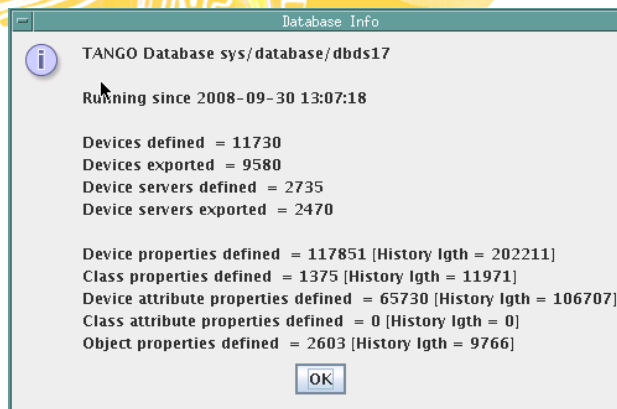 Database Info
TANGO Database sys/database/dbds17
Running since 2008-09-30 13:07:18
Devices defined = 11730
Devices exported = 9580
Device servers defined = 2735
Device servers exported = 2470
Device properties defined = 117851 [History lgth = 202211]
Class properties defined = 1375 [History lgth = 11971]
Device attribute properties defined = 65730 [History lgth = 106707]
Class attribute properties defined = 0 [History lgth = 0]
Object properties defined = 2603 [History lgth = 9766]
OK